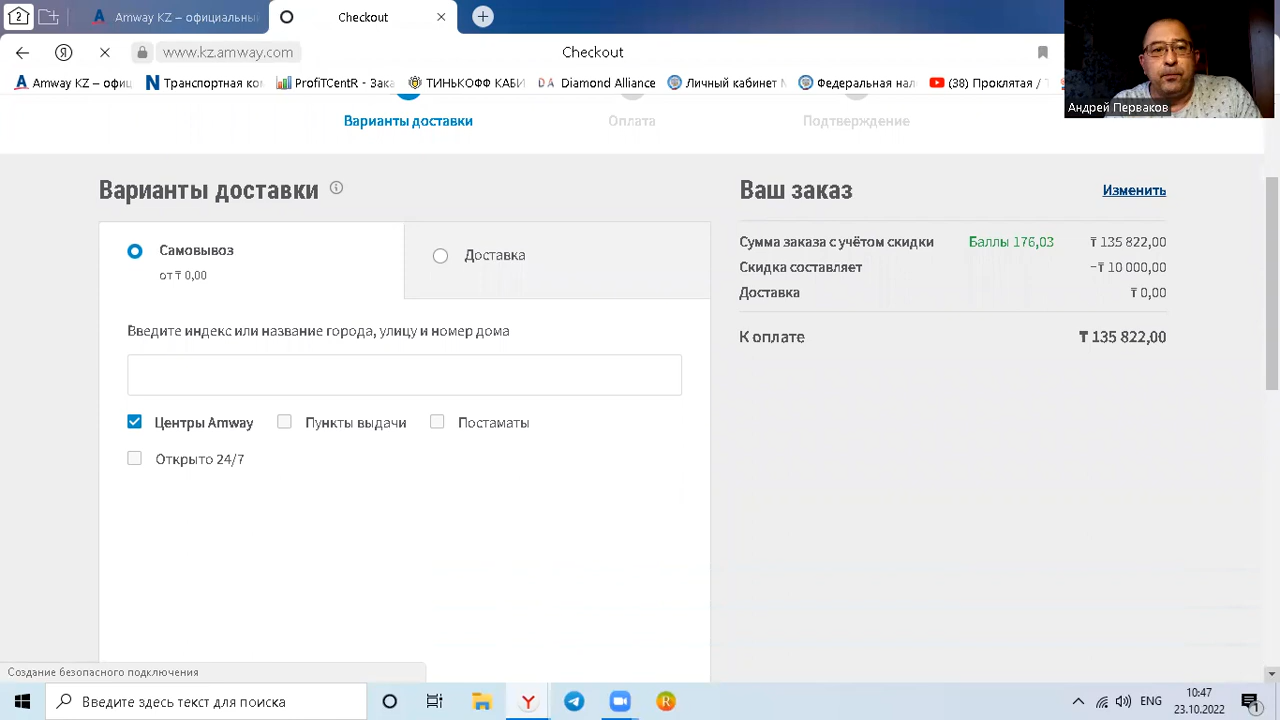 2
Amway KZ – официальны
Checkout
www.kz.amway.com
Checkout
Amway KZ – офиц
Транспортная ко
ProfiTCentR - Зака
ТИНЬКОФФ КАБИ
Diamond Alliance
Личный кабинет
Федеральная нал
(38) Проклятая /
Андрей Перваков
Варианты доставки
Оплата
Подтверждение
Варианты доставки
Самовывоз
от ₸ 0,00
Доставка
Введите индекс или название города, улицу и номер дома
Центры Amway Пункты выдачи Постаматы
Открыто 24/7
Ваш заказ Изменить
Сумма заказа с учётом скидки Баллы 176,03 ₸ 135 822,00
Скидка составляет −₸ 10 000,00
Доставка ₸ 0,00
К оплате ₸ 135 822,00
Создание безопасного подключения
Введите здесь текст для поиска
ENG
10:47
23.10.2022
1